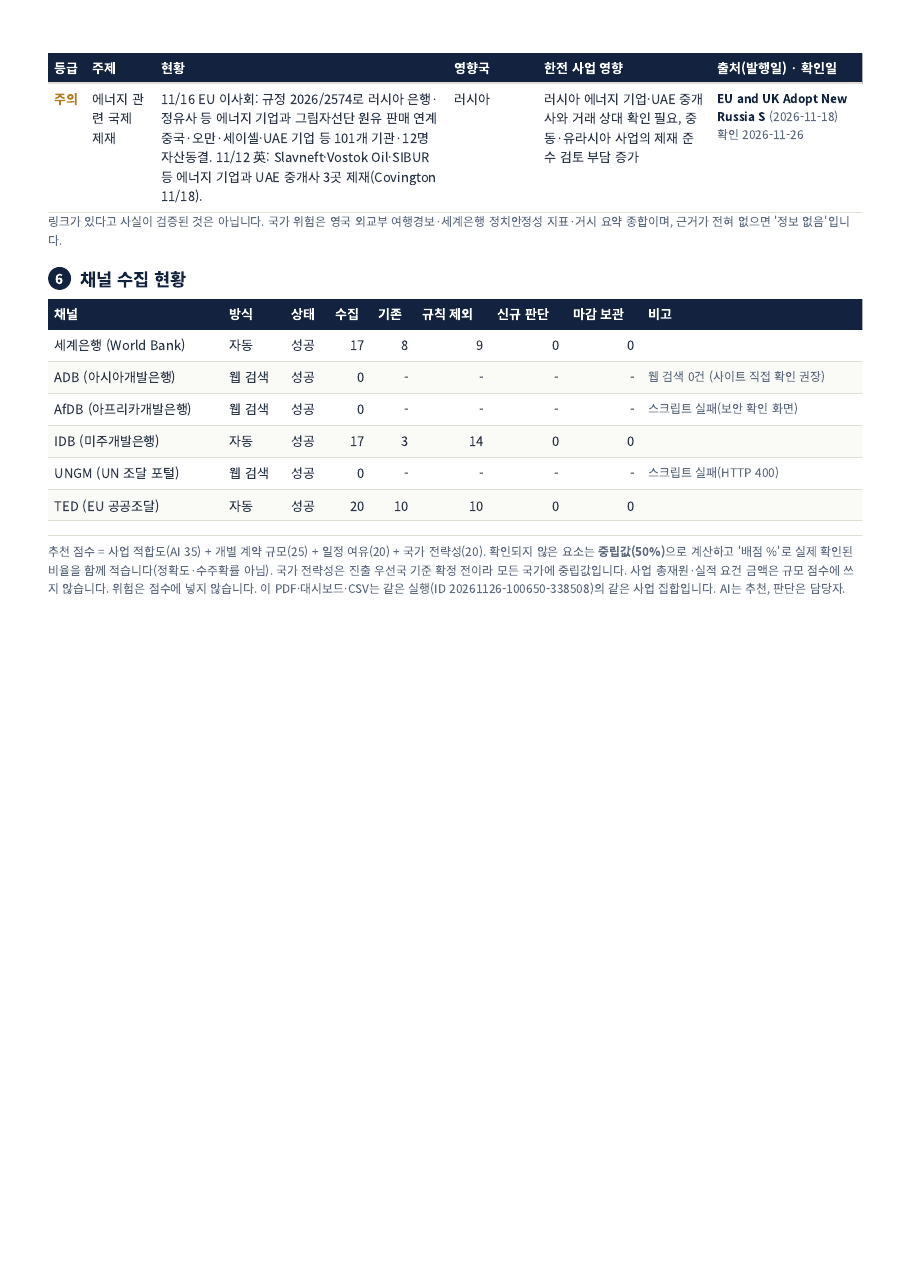 등급 주제 현황 영향국 한전 사업 영향 출처(발행일) · 확인일
주의 에너지 관 11/16 EU 이사회: 규정 2026/2574로 러시아 은행· 러시아 러시아 에너지 기업·UAE 중개 EU and UK Adopt New
련 국제 정유사 등 에너지 기업과 그림자선단 원유 판매 연계 사와 거래 상대 확인 필요, 중 Russia S (2026-11-18)
제재 중국·오만·세이셸·UAE 기업 등 101개 기관·12명 동·유라시아 사업의 제재 준 확인 2026-11-26
자산동결. 11/12 英: Slavneft·Vostok Oil·SIBUR 수 검토 부담 증가
등 에너지 기업과 UAE 중개사 3곳 제재(Covington
11/18).
링크가 있다고 사실이 검증된 것은 아닙니다. 국가 위험은 영국 외교부 여행경보·세계은행 정치안정성 지표·거시 요약 종합이며, 근거가 전혀 없으면 '정보 없음'입니
다.
6 채널 수집 현황
채널 방식 상태 수집 기존 규칙 제외 신규 판단 마감 보관 비고
세계은행 (World Bank) 자동 성공 17 8 9 0 0
ADB (아시아개발은행) 웹 검색 성공 0 - - - - 웹 검색 0건 (사이트 직접 확인 권장)
AfDB (아프리카개발은행) 웹 검색 성공 0 - - - - 스크립트 실패(보안 확인 화면)
IDB (미주개발은행) 자동 성공 17 3 14 0 0
UNGM (UN 조달 포털) 웹 검색 성공 0 - - - - 스크립트 실패(HTTP 400)
TED (EU 공공조달) 자동 성공 20 10 10 0 0
추천 점수 = 사업 적합도(AI 35) + 개별 계약 규모(25) + 일정 여유(20) + 국가 전략성(20). 확인되지 않은 요소는 중립값(50%)으로 계산하고 '배점 %'로 실제 확인된
비율을 함께 적습니다(정확도·수주확률 아님). 국가 전략성은 진출 우선국 기준 확정 전이라 모든 국가에 중립값입니다. 사업 총재원·실적 요건 금액은 규모 점수에 쓰
지 않습니다. 위험은 점수에 넣지 않습니다. 이 PDF·대시보드·CSV는 같은 실행(ID 20261126-100650-338508)의 같은 사업 집합입니다. AI는 추천, 판단은 담당자.